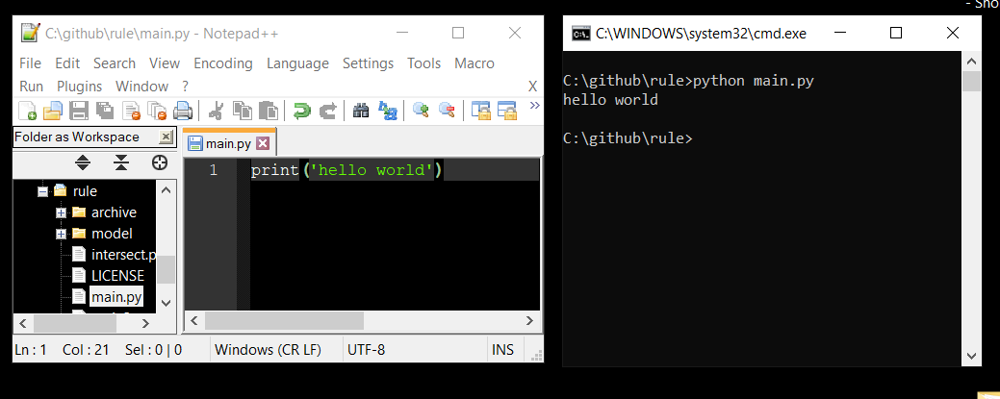 - Sho
C:\github\rule\main.py - Notepad++
File Edit Search View Encoding Language Settings Tools Macro
Run Plugins Window ? X
Folder as Workspace
rule
archive
model
intersect.p
LICENSE
main.py
main.py
1 print('hello world')
Ln : 1 Col : 21 Sel : 0 | 0 Windows (CR LF) UTF-8 INS
C:\WINDOWS\system32\cmd.exe
C:\github\rule>python main.py
hello world
C:\github\rule>